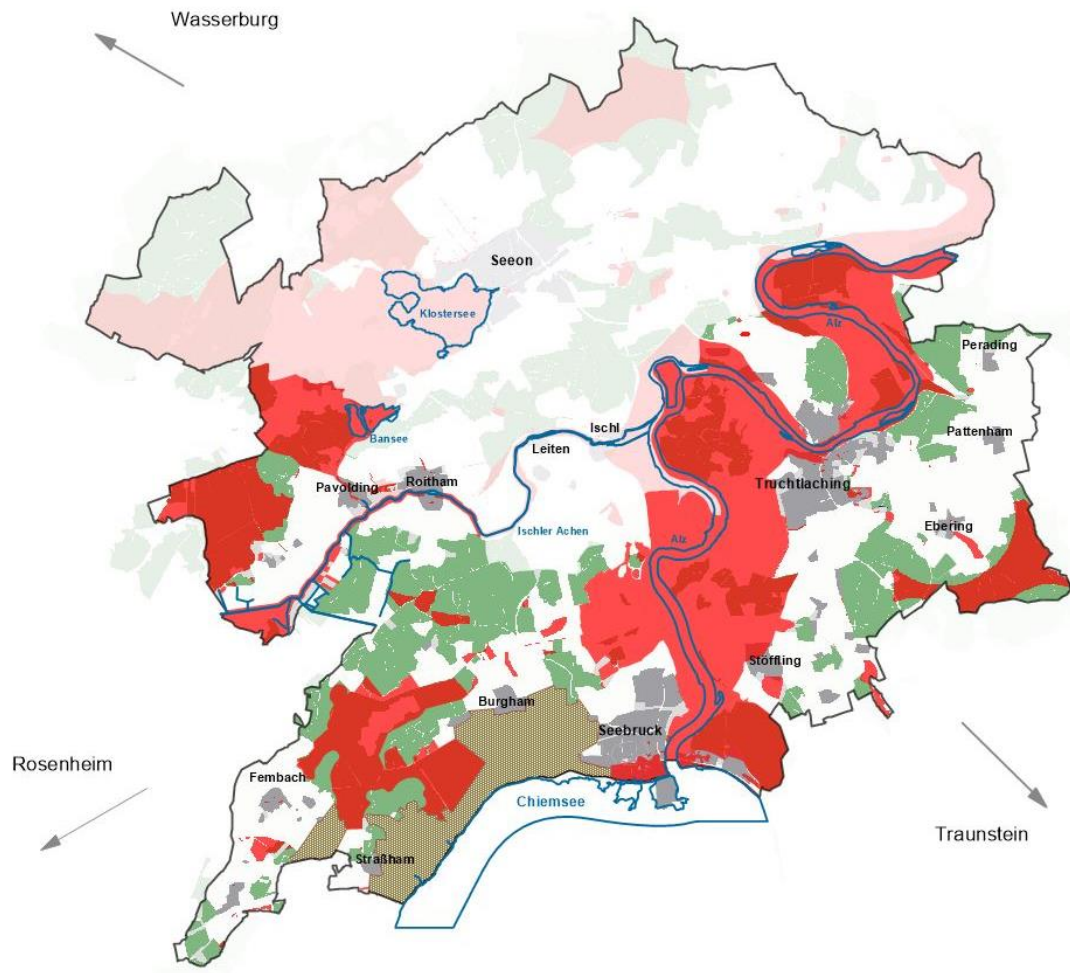 Wasserburg
Seeon
Klostersee
Alz
Perading
Bansee
Ischl
Leiten
Pattenham
Pavolding
Roitham
Truchtlaching
Ischler Achen
Ebering
Alz
Stöffling
Burgham
Seebruck
Rosenheim
Fembach
Chiemsee
Traunstein
Straßham